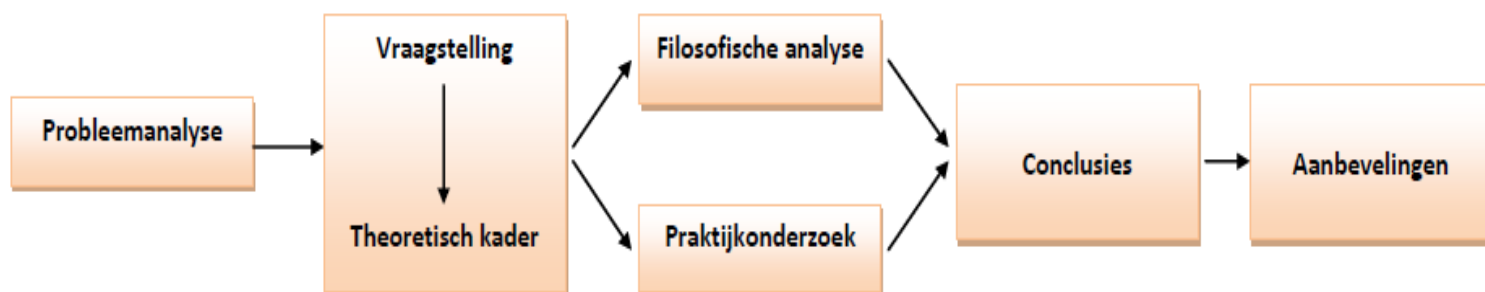 Probleemanalyse
Vraagstelling
Theoretisch kader
Filosofische analyse
Praktijkonderzoek
Conclusies
Aanbevelingen